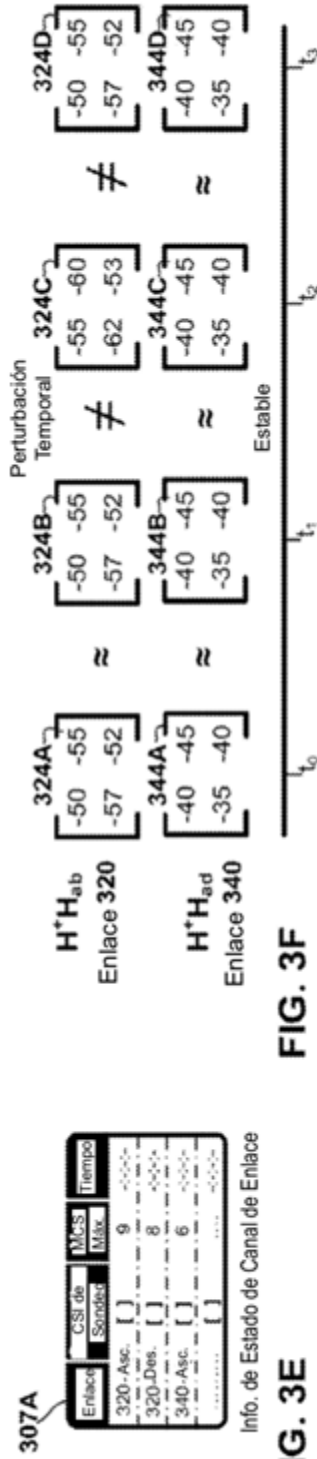 307A
Enlace CSI de Sondeo MCS Máx. Tiempo
320-Asc. [ ] 9 -:-:-
320-Des. [ ] 8 -:-:-
340-Asc. [ ] 6 -:-:-
........... [ ] .... -:-:-
Info. de Estado de Canal de Enlace
G. 3E
H⁺Hab
Enlace 320
324A
-50 -55
-57 -52
≈
324B
-50 -55
-57 -52
Perturbación
Temporal
≠
324C
-55 -60
-62 -53
≠
324D
-50 -55
-57 -52
H⁺Had
Enlace 340
344A
-40 -45
-35 -40
≈
344B
-40 -45
-35 -40
≈
344C
-40 -45
-35 -40
≈
344D
-40 -45
-35 -40
Estable
t0 t1 t2 t3
FIG. 3F